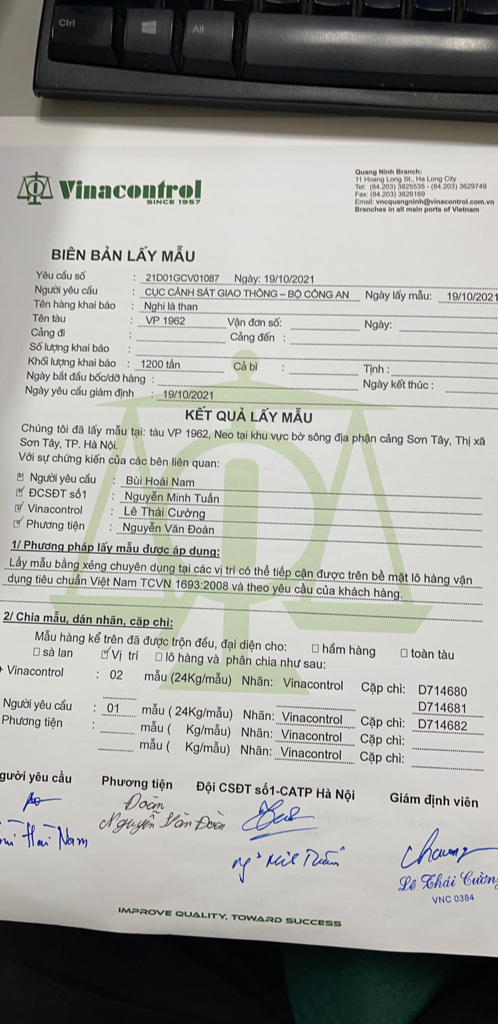 Ctrl
Alt
Vinacontrol
SINCE 1957
Quang Ninh Branch:
11 Hoang Long St., Ha Long City
Tel: (84.203) 3825535 - (84.203) 3629749
Fax: (84.203) 3826169
Email: vncquangninh@vinacontrol.com.vn
Branches in all main ports of Vietnam
BIÊN BẢN LẤY MẪU
Yêu cầu số : 21D01GCV01087 Ngày: 19/10/2021
Người yêu cầu : CỤC CẢNH SÁT GIAO THÔNG – BỘ CÔNG AN Ngày lấy mẫu: 19/10/2021
Tên hàng khai báo : Nghi là than
Tên tàu : VP 1962 Vận đơn số: Ngày:
Cảng đi : Cảng đến :
Số lượng khai báo :
Khối lượng khai báo : 1200 tấn Cả bì : Tịnh :
Ngày bắt đầu bốc/dỡ hàng : Ngày kết thúc :
Ngày yêu cầu giám định : 19/10/2021
KẾT QUẢ LẤY MẪU
Chúng tôi đã lấy mẫu tại: tàu VP 1962, Neo tại khu vực bờ sông địa phận cảng Sơn Tây, Thị xã
Sơn Tây, TP. Hà Nội.
Với sự chứng kiến của các bên liên quan:
☑ Người yêu cầu : Bùi Hoài Nam
☑ ĐCSĐT số1 : Nguyễn Minh Tuấn
☑ Vinacontrol : Lê Thái Cường
☑ Phương tiện : Nguyễn Văn Đoàn
1/ Phương pháp lấy mẫu được áp dụng:
Lấy mẫu bằng xẻng chuyên dụng tại các vị trí có thể tiếp cận được trên bề mặt lô hàng vận
dụng tiêu chuẩn Việt Nam TCVN 1693:2008 và theo yêu cầu của khách hàng.
2/ Chia mẫu, dán nhãn, cặp chì:
Mẫu hàng kể trên đã được trộn đều, đại diện cho: ☐ hầm hàng ☐ toàn tàu
☐ sà lan ☑ Vị trí ☐ lô hàng và phân chia như sau:
+ Vinacontrol : 02 mẫu (24Kg/mẫu) Nhãn: Vinacontrol Cặp chì: D714680
D714681
Người yêu cầu : 01 mẫu ( 24Kg/mẫu) Nhãn: Vinacontrol Cặp chì: D714682
Phương tiện : mẫu ( Kg/mẫu) Nhãn: Vinacontrol Cặp chì:
mẫu ( Kg/mẫu) Nhãn: Vinacontrol Cặp chì:
gười yêu cầu Phương tiện Đội CSĐT số1-CATP Hà Nội Giám định viên
Đoàn
Nguyễn Văn Đoàn
Hoài Nam
Ng~ Minh Tuấn
Lê Thái Cường
VNC 0384
IMPROVE QUALITY, TOWARD SUCCESS